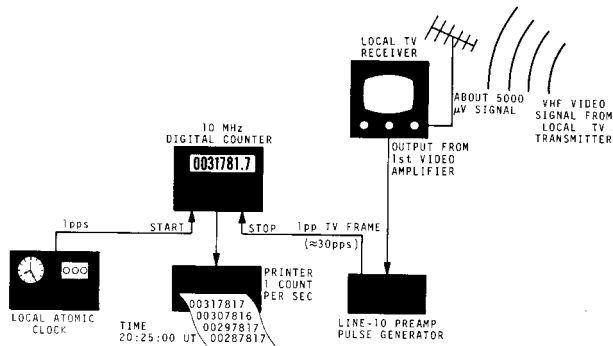 LOCAL TV
RECEIVER
ABOUT 5000
μV SIGNAL
VHF VIDEO
SIGNAL FROM
LOCAL TV
TRANSMITTER
10 MHz
DIGITAL COUNTER
0031781.7
OUTPUT FROM
1st VIDEO
AMPLIFIER
1pps
START
STOP
1pp TV FRAME
(≈30pps)
000
LOCAL ATOMIC
CLOCK
PRINTER
1 COUNT
PER SEC
00317817
00307816
00297817
00287817
TIME
20:25:00 UT
LINE-10 PREAMP
PULSE GENERATOR